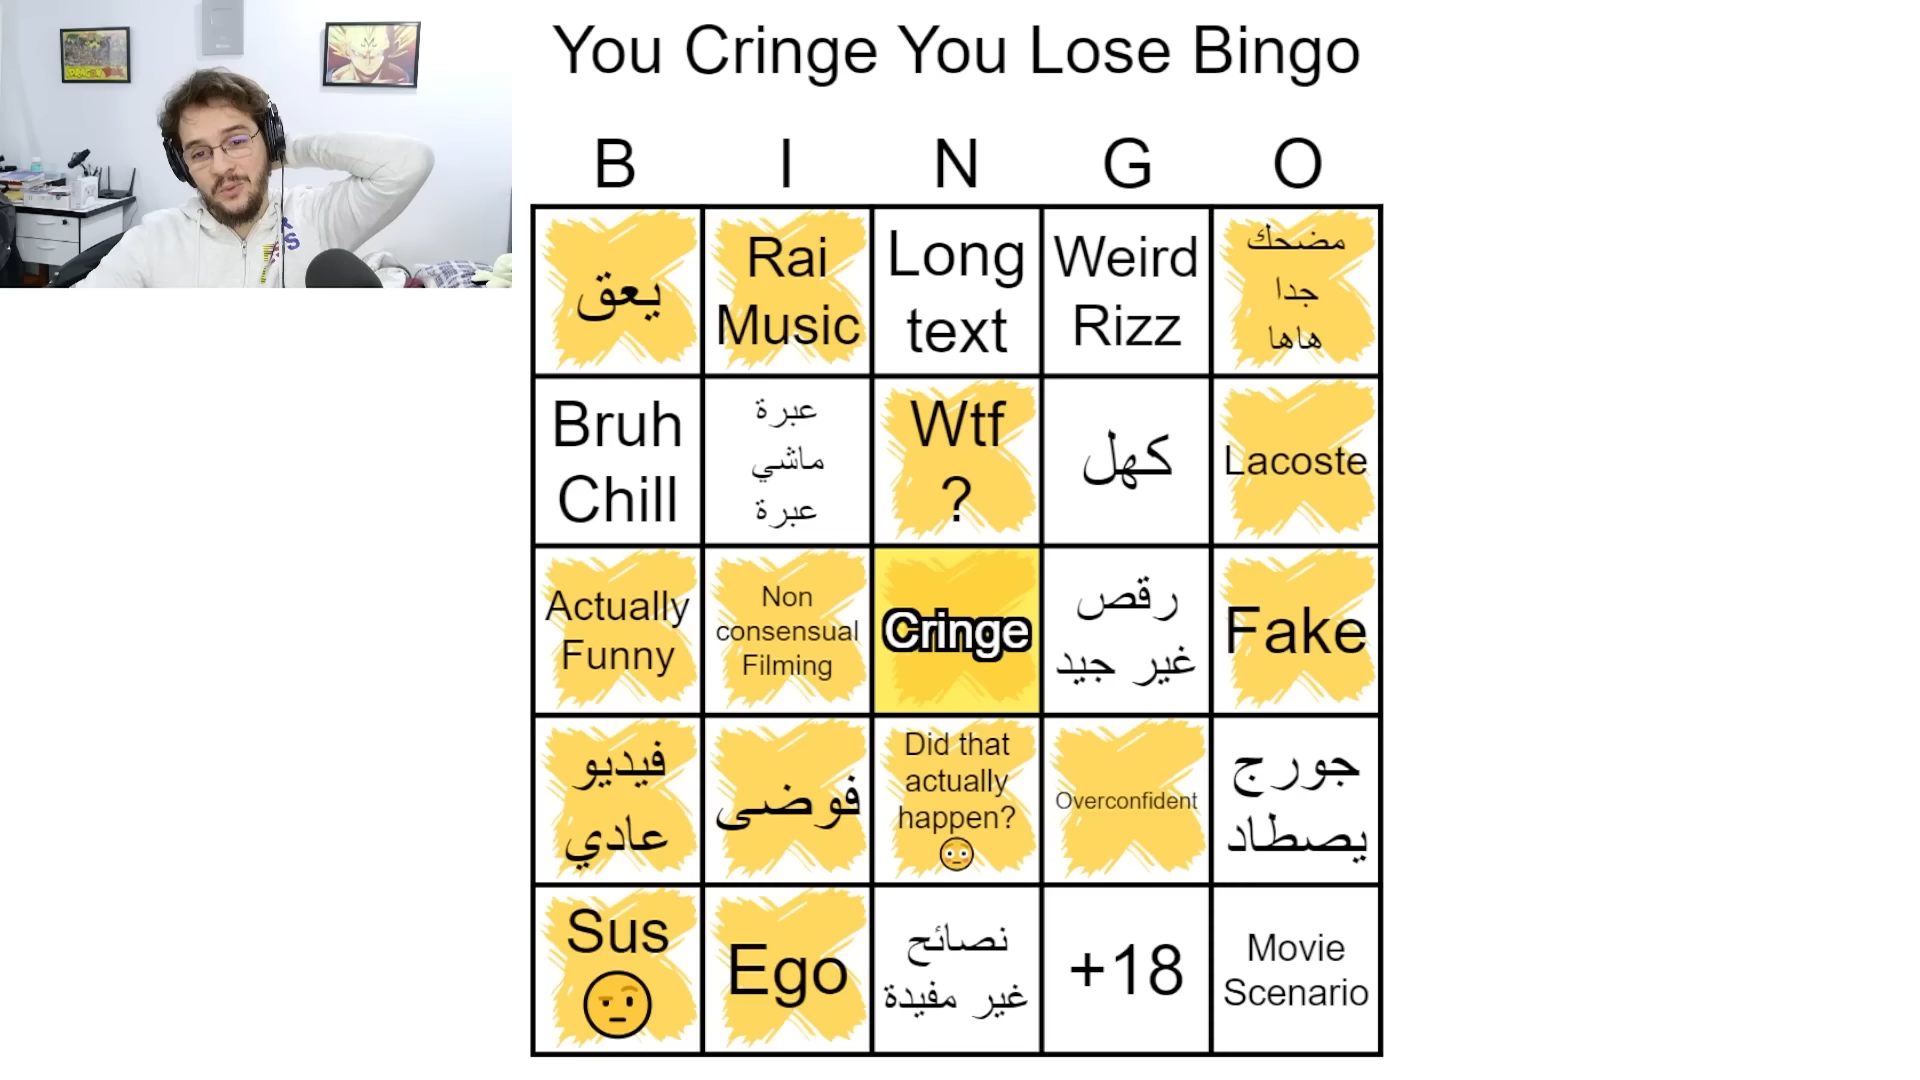 You Cringe You Lose Bingo
B I N G O
يعق
Rai
Music
Long
text
Weird
Rizz
مضحك
جدا
هاها
Bruh
Chill
عبرة
ماشي
عبرة
Wtf
?
كهل
Lacoste
Actually
Funny
Non
consensual
Filming
Cringe
رقص
غير جيد
Fake
فيديو
عادي
فوضى
Did that
actually
happen?
😳
Overconfident
جورج
يصطاد
Sus
🤨
Ego
نصائح
غير مفيدة
+18
Movie
Scenario